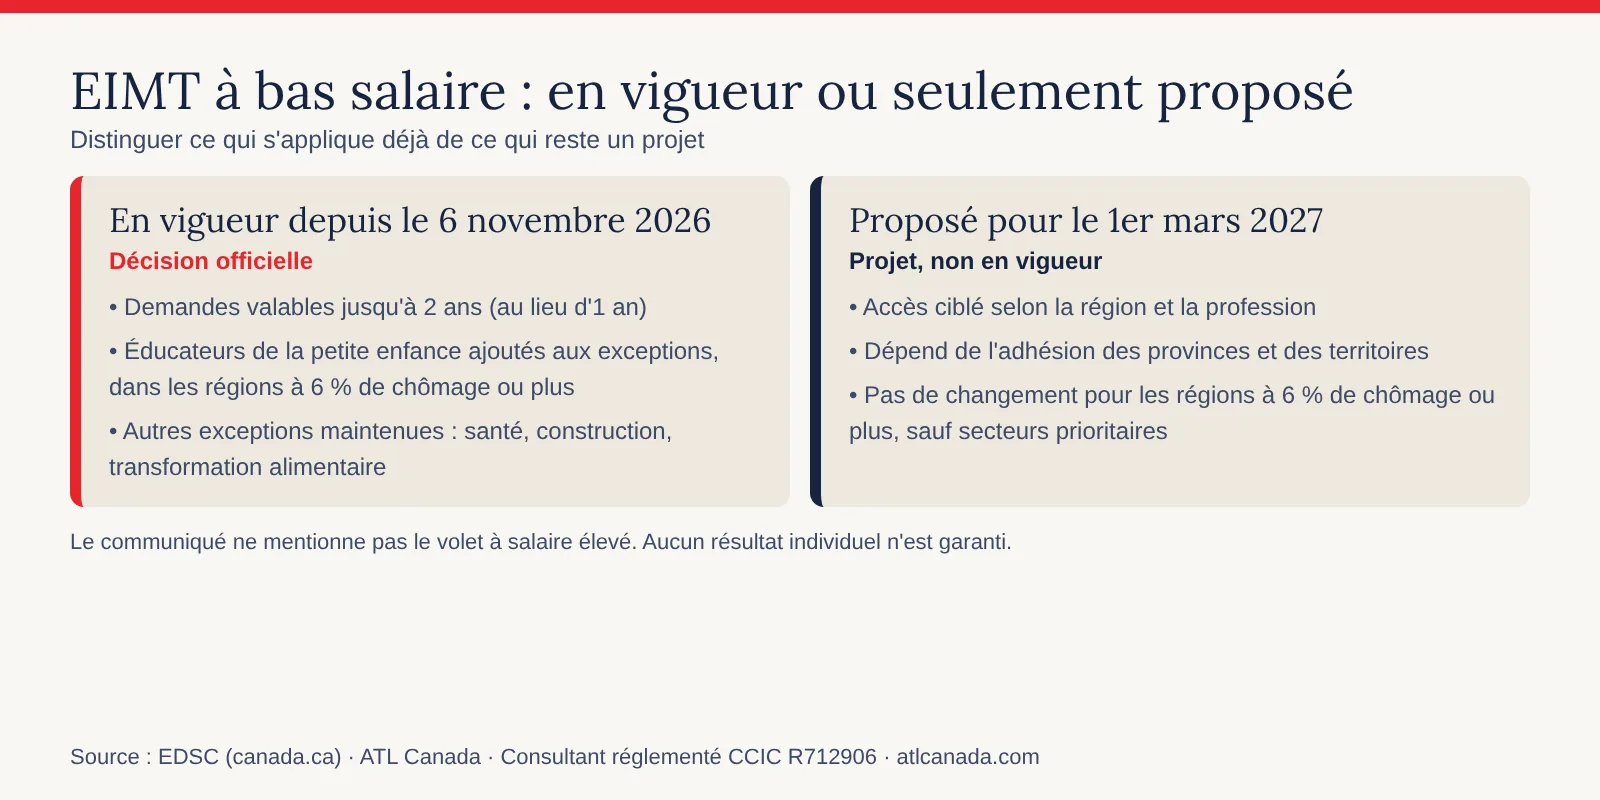 EIMT à bas salaire : en vigueur ou seulement proposé
Distinguer ce qui s'applique déjà de ce qui reste un projet
En vigueur depuis le 6 novembre 2026
Décision officielle
• Demandes valables jusqu'à 2 ans (au lieu d'1 an)
• Éducateurs de la petite enfance ajoutés aux exceptions,
dans les régions à 6 % de chômage ou plus
• Autres exceptions maintenues : santé, construction,
transformation alimentaire
Proposé pour le 1er mars 2027
Projet, non en vigueur
• Accès ciblé selon la région et la profession
• Dépend de l'adhésion des provinces et des territoires
• Pas de changement pour les régions à 6 % de chômage ou
plus, sauf secteurs prioritaires
Le communiqué ne mentionne pas le volet à salaire élevé. Aucun résultat individuel n'est garanti.
Source : EDSC (canada.ca) · ATL Canada · Consultant réglementé CCIC R712906 · atlcanada.com